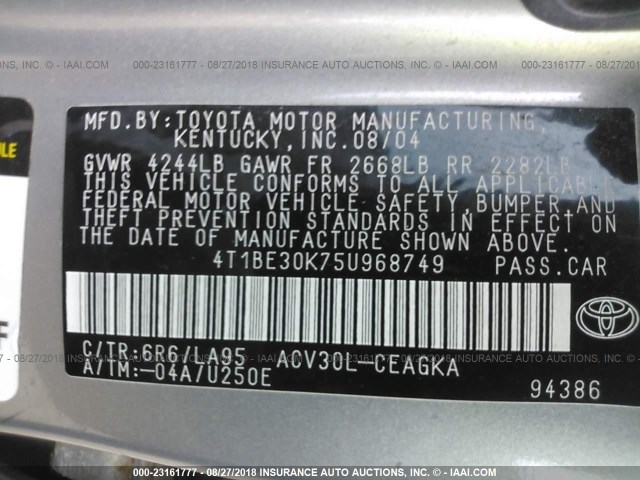 000-23161777 - 08/27/2018 INSURANCE AUTO AUCTIONS, INC. © - IAAI.COM
MFD.BY:TOYOTA MOTOR MANUFACTURING,
KENTUCKY,INC.08/04
GVWR 4244LB GAWR FR 2668LB RR 2282LB
THIS VEHICLE CONFORMS TO ALL APPLICABLE
FEDERAL MOTOR VEHICLE SAFETY, BUMPER AND
THEFT PREVENTION STANDARDS IN EFFECT ON
THE DATE OF MANUFACTURE SHOWN ABOVE.
4T1BE30K75U968749 PASS.CAR
C/TR:6R6/LA95 ACV30L-CEAGKA
A/TM:-04A/U250E
94386
TOYOTA
000-23161777 - 08/27/2018 INSURANCE AUTO AUCTIONS, INC. © - IAAI.COM